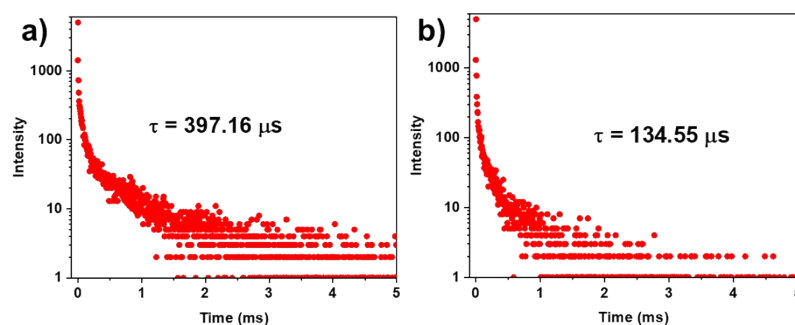 a)
Intensity
1000
100
10
1
τ = 397.16 μs
0
1
2
3
4
5
Time (ms)
b)
Intensity
1000
100
10
1
τ = 134.55 μs
0
1
2
3
4
5
Time (ms)